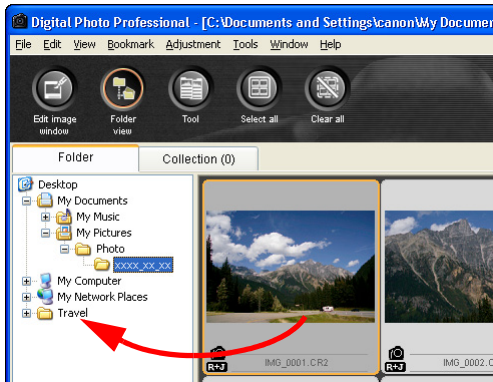 Digital Photo Professional - [C:\Documents and Settings\canon\My Documen
File Edit View Bookmark Adjustment Tools Window Help
Edit image window
Folder view
Tool
Select all
Clear all
Folder
Collection (0)
Desktop
My Documents
My Music
My Pictures
Photo
xxxx_xx_xx
My Computer
My Network Places
Travel
R+J
IMG_0001.CR2
R+J
IMG_0002.C